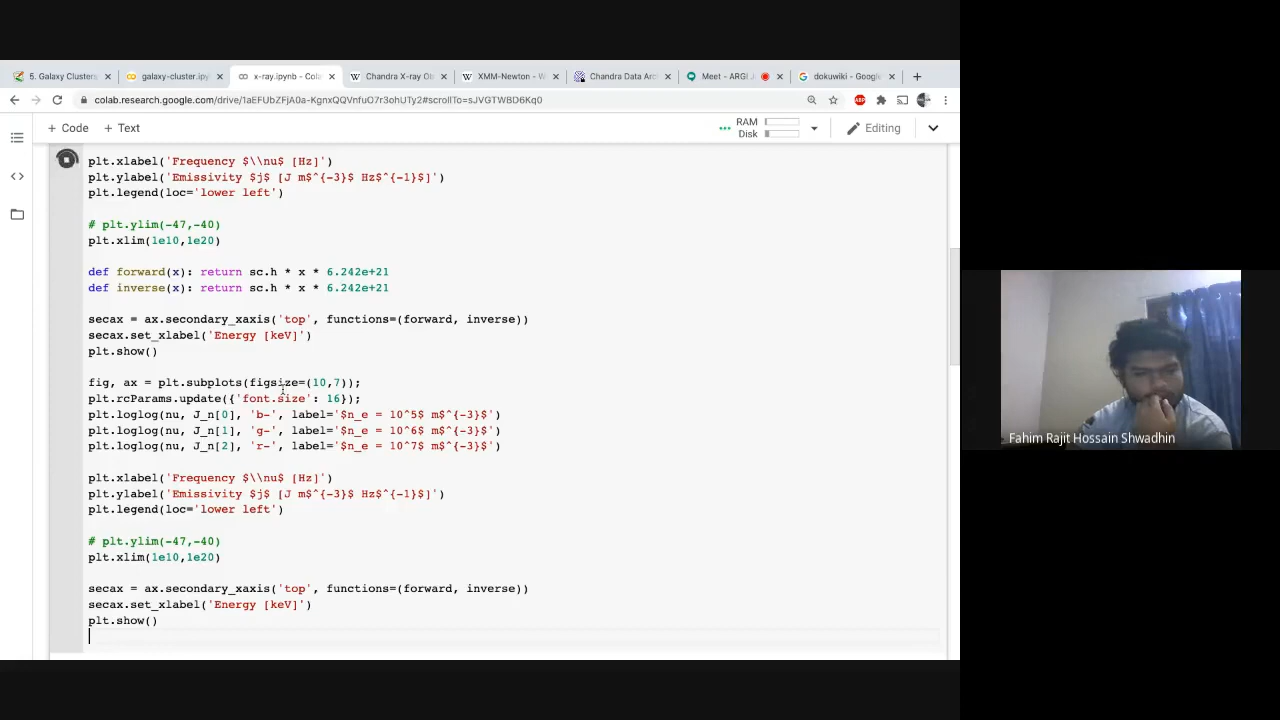 5. Galaxy Clusters
galaxy-cluster.ipyn
x-ray.ipynb - Cola
Chandra X-ray Ob
XMM-Newton - W
Chandra Data Arc
Meet - ARGI
dokuwiki - Google
colab.research.google.com/drive/1aEFUbZFjA0a-KgnxQQVnfuO7r3ohUTy2#scrollTo=sJVGTWBD6Kq0
ABP
+ Code + Text
RAM
Disk
Editing
plt.xlabel('Frequency $\\nu$ [Hz]')
plt.ylabel('Emissivity $j$ [J m$^{-3}$ Hz$^{-1}$]')
plt.legend(loc='lower left')
# plt.ylim(-47,-40)
plt.xlim(1e10,1e20)
def forward(x): return sc.h * x * 6.242e+21
def inverse(x): return sc.h * x * 6.242e+21
secax = ax.secondary_xaxis('top', functions=(forward, inverse))
secax.set_xlabel('Energy [keV]')
plt.show()
fig, ax = plt.subplots(figsize=(10,7));
plt.rcParams.update({'font.size': 16});
plt.loglog(nu, J_n[0], 'b-', label='$n_e = 10^5$ m$^{-3}$')
plt.loglog(nu, J_n[1], 'g-', label='$n_e = 10^6$ m$^{-3}$')
plt.loglog(nu, J_n[2], 'r-', label='$n_e = 10^7$ m$^{-3}$')
plt.xlabel('Frequency $\\nu$ [Hz]')
plt.ylabel('Emissivity $j$ [J m$^{-3}$ Hz$^{-1}$]')
plt.legend(loc='lower left')
# plt.ylim(-47,-40)
plt.xlim(1e10,1e20)
secax = ax.secondary_xaxis('top', functions=(forward, inverse))
secax.set_xlabel('Energy [keV]')
plt.show()
Fahim Rajit Hossain Shwadhin